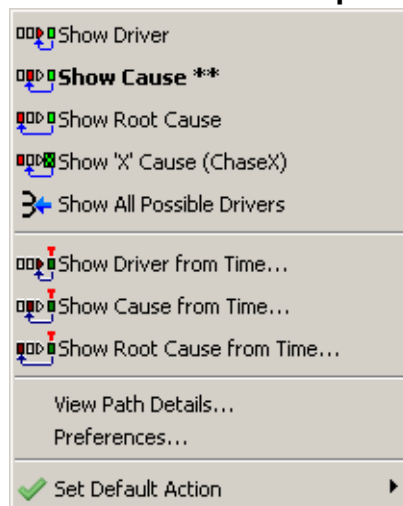 Show Driver
Show Cause **
Show Root Cause
Show 'X' Cause (ChaseX)
Show All Possible Drivers
Show Driver from Time...
Show Cause from Time...
Show Root Cause from Time...
View Path Details...
Preferences...
Set Default Action